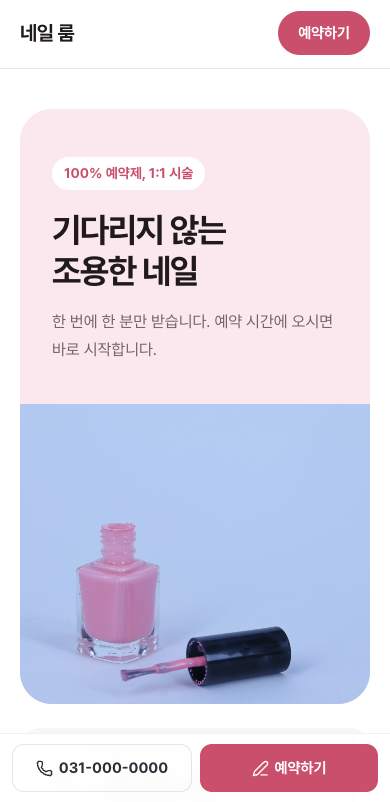 네일 룸
예약하기
100% 예약제, 1:1 시술
기다리지 않는
조용한 네일
한 번에 한 분만 받습니다. 예약 시간에 오시면
바로 시작합니다.
031-000-0000
예약하기